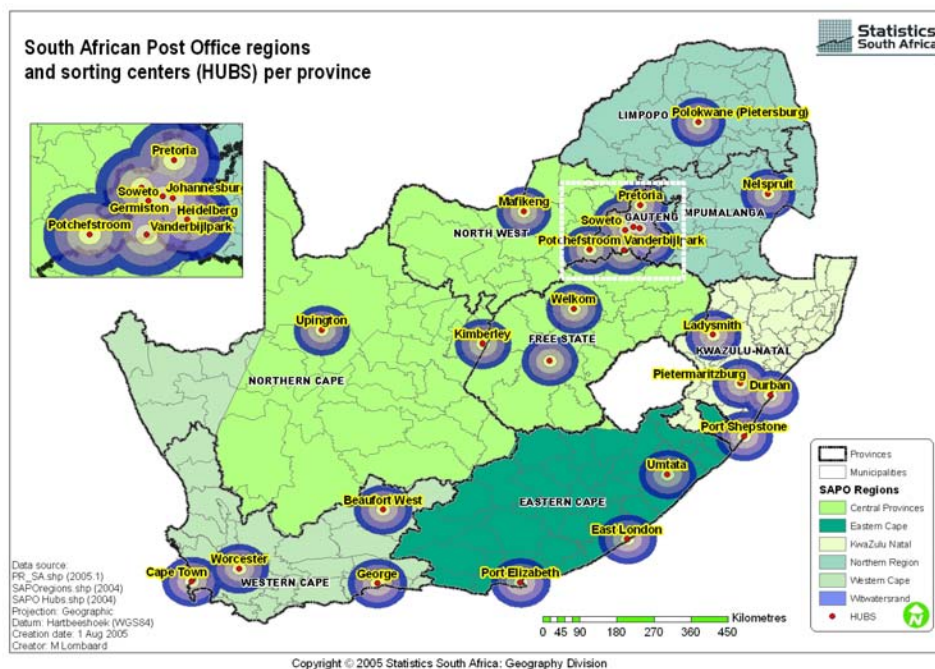 South African Post Office regions
and sorting centers (HUBS) per province
Statistics
South Africa
Pretoria
Soweto
Johannesburg
Germiston
Heidelberg
Potchefstroom
Vanderbijlpark
LIMPOPO
Polokwane (Pietersburg)
Nelspruit
MPUMALANGA
Mafikeng
NORTH WEST
Pretoria
Soweto
GAUTENG
Potchefstroom
Vanderbijlpark
Welkom
Upington
Kimberley
FREE STATE
Ladysmith
KWAZULU-NATAL
NORTHERN CAPE
Pietermaritzburg
Durban
Port Shepstone
Umtata
Beaufort West
EASTERN CAPE
East London
Worcester
Cape Town
WESTERN CAPE
George
Port Elizabeth
Provinces
Municipalities
SAPO Regions
Central Provinces
Eastern Cape
KwaZulu Natal
Northern Region
Western Cape
Witwatersrand
HUBS
Data source:
PR_SA.shp (2005.1)
SAPOregions.shp (2004)
SAPO Hubs.shp (2004)
Projection: Geographic
Datum: Hartbeeshoek (WGS84)
Creation date: 1 Aug 2005
Creator: M Lombaard
Kilometres
0 45 90 180 270 360 450
Copyright © 2005 Statistics South Africa: Geography Division